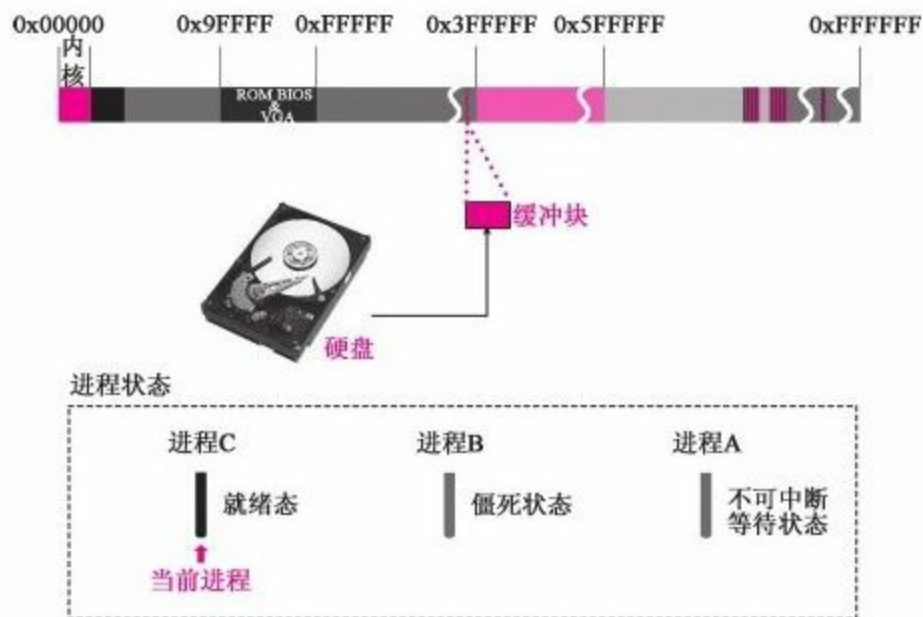 0x00000 0x9FFFF 0xFFFFF 0x3FFFFF 0x5FFFFF 0xFFFFFF
内
核
ROM BIOS
&
VGA
缓冲块
硬盘
进程状态
进程C 进程B 进程A
就绪态 僵死状态 不可中断
等待状态
当前进程